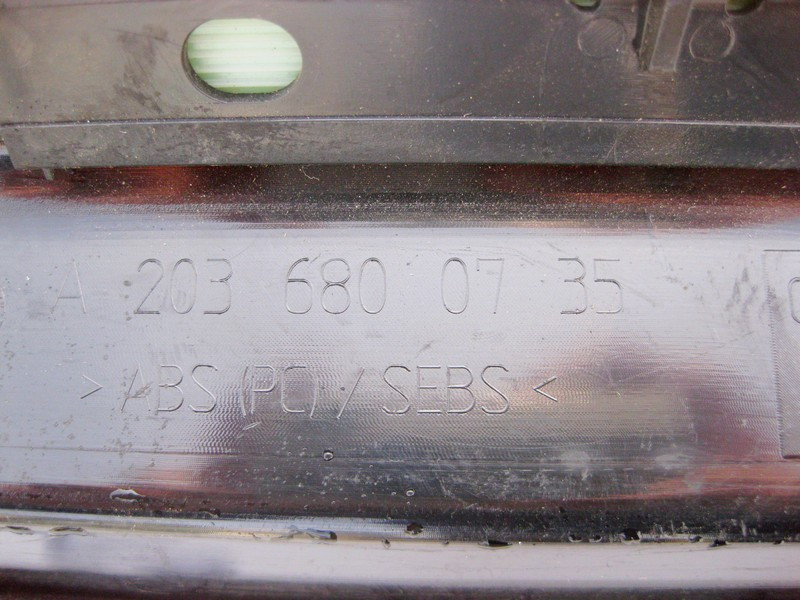 A 203 680 07 35
> ABS (PC) / SEBS <